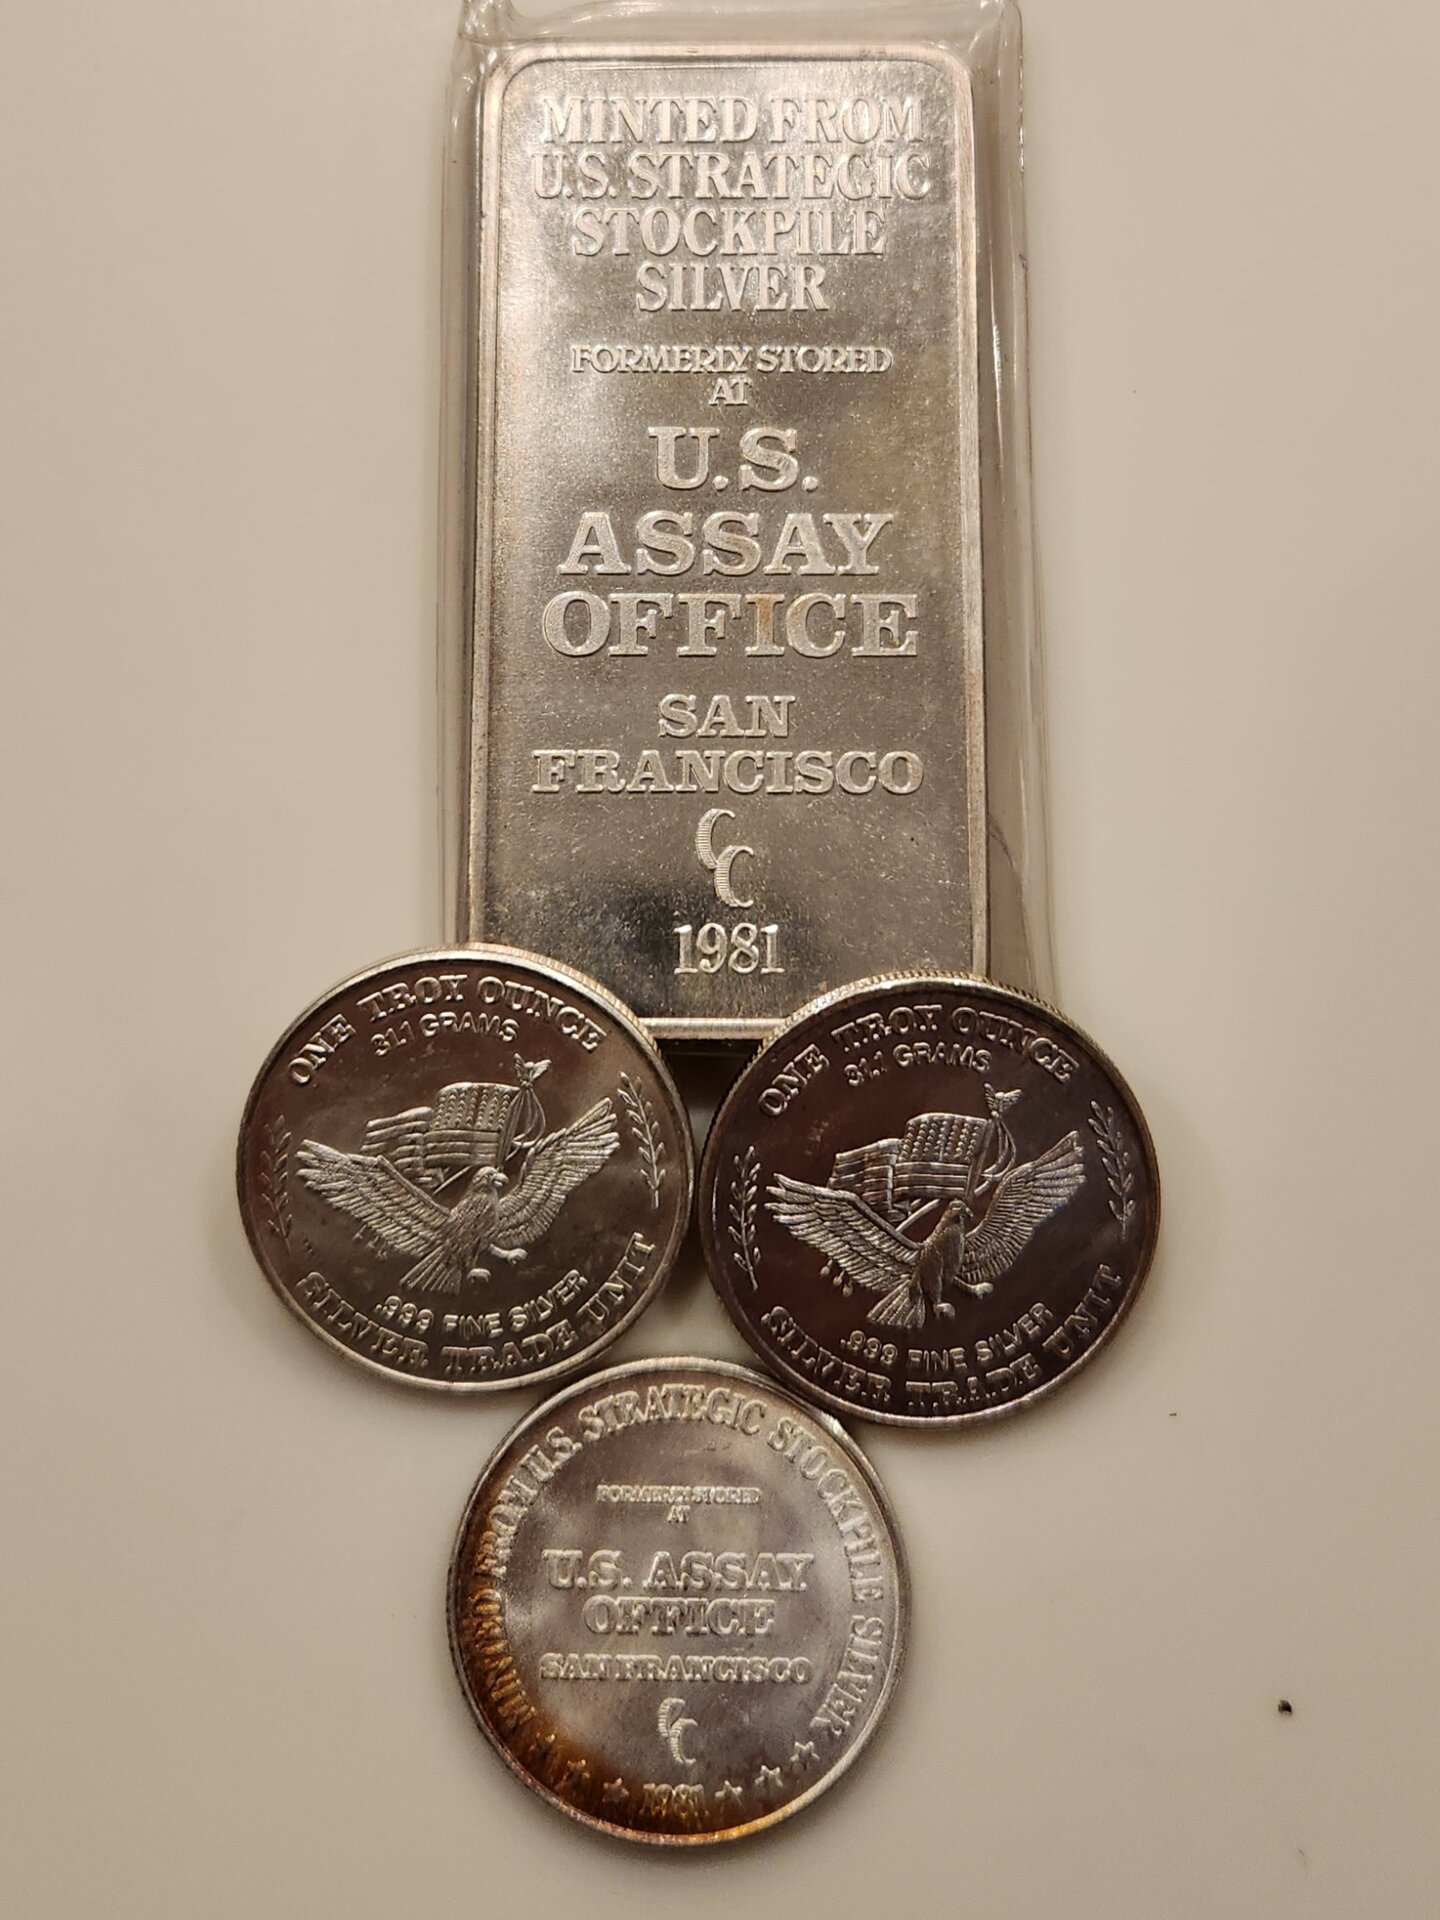 MINTED FROM
U.S. STRATEGIC
STOCKPILE
SILVER
FORMERLY STORED
AT
U.S.
ASSAY
OFFICE
SAN
FRANCISCO
CC
1981
ONE TROY OUNCE
31.1 GRAMS
.999 FINE SILVER
SILVER TRADE UNIT
ONE TROY OUNCE
31.1 GRAMS
.999 FINE SILVER
SILVER TRADE UNIT
MINTED FROM U.S. STRATEGIC STOCKPILE SILVER
FORMERLY STORED
AT
U.S. ASSAY
OFFICE
SAN FRANCISCO
CC
1981